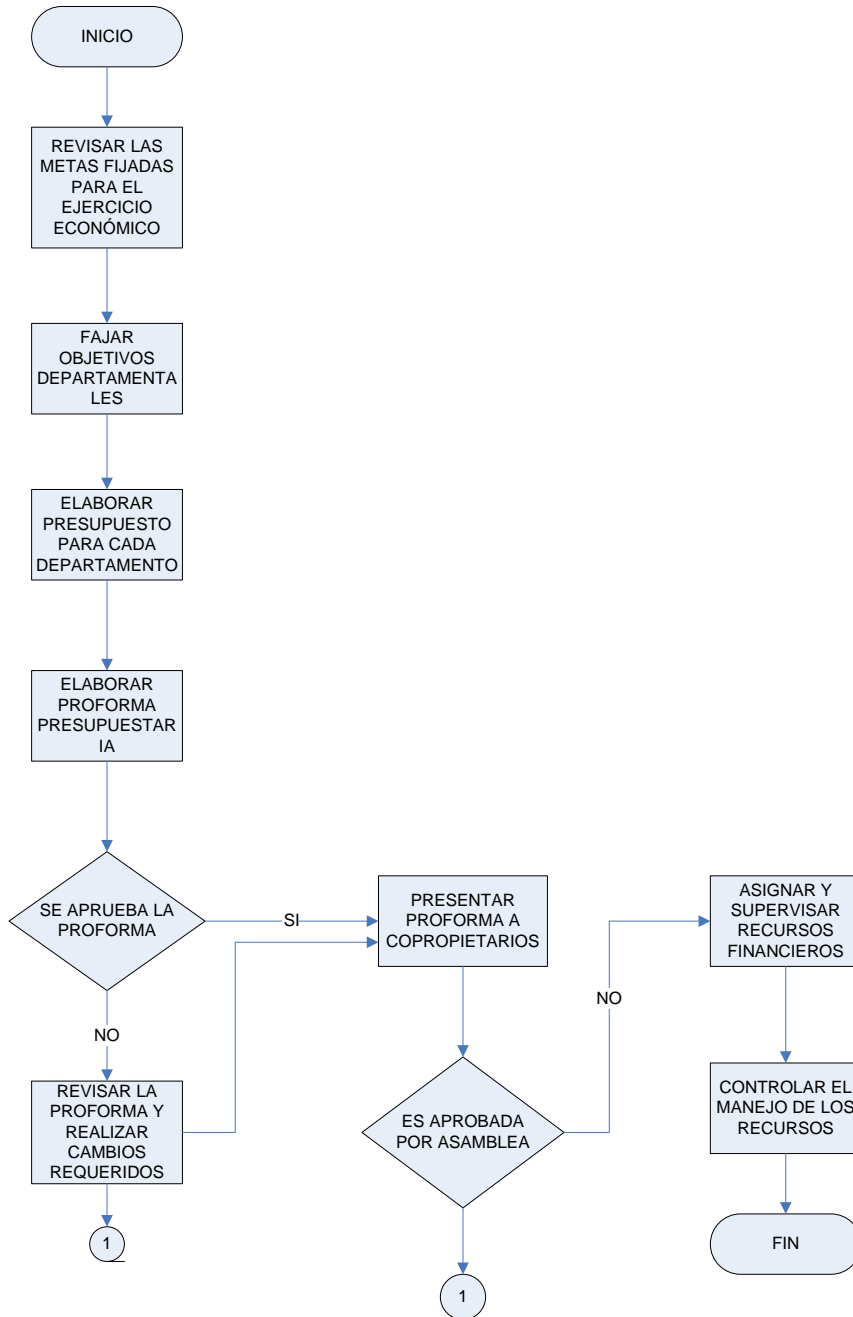 INICIO
REVISAR LAS
METAS FIJADAS
PARA EL
EJERCICIO
ECONÓMICO
FAJAR
OBJETIVOS
DEPARTAMENTA
LES
ELABORAR
PRESUPUESTO
PARA CADA
DEPARTAMENTO
ELABORAR
PROFORMA
PRESUPUESTAR
IA
SE APRUEBA LA
PROFORMA
SI
NO
REVISAR LA
PROFORMA Y
REALIZAR
CAMBIOS
REQUERIDOS
1
PRESENTAR
PROFORMA A
COPROPIETARIOS
ES APROBADA
POR ASAMBLEA
NO
1
ASIGNAR Y
SUPERVISAR
RECURSOS
FINANCIEROS
CONTROLAR EL
MANEJO DE LOS
RECURSOS
FIN